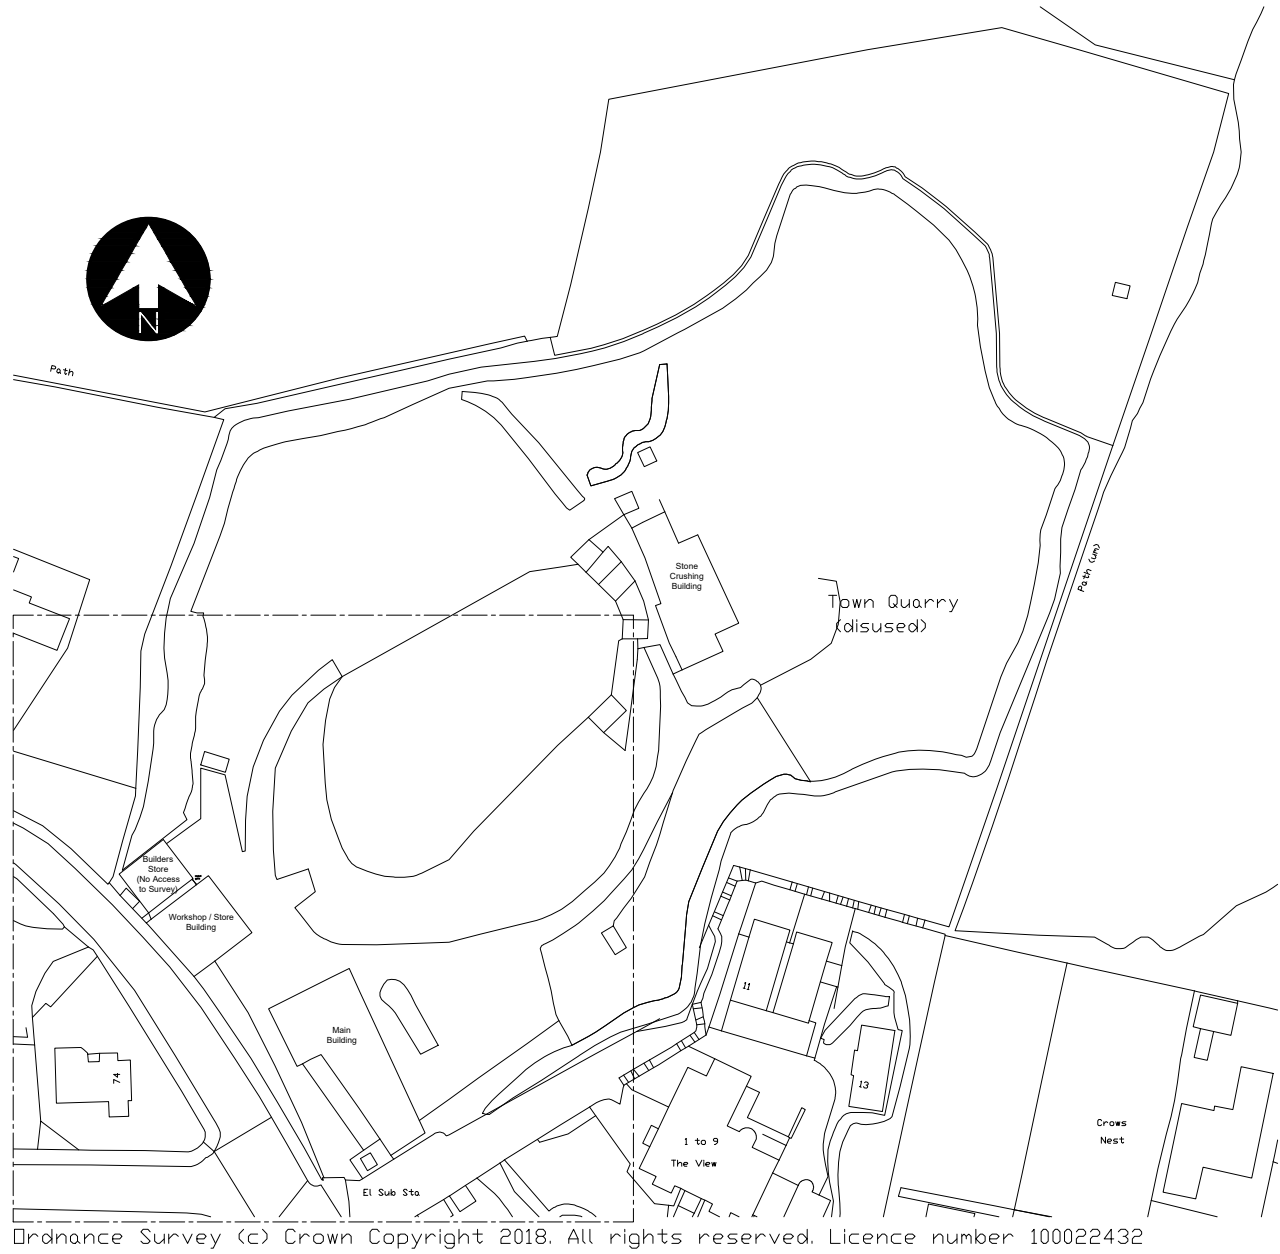 N
Path
Stone
Crushing
Building
Town Quarry
(disused)
Path (um)
Builders
Store
(No Access
to Survey)
Workshop / Store
Building
Main
Building
74
11
13
1 to 9
The View
Crows
Nest
El Sub Sta
Ordnance Survey (c) Crown Copyright 2018. All rights reserved. Licence number 100022432